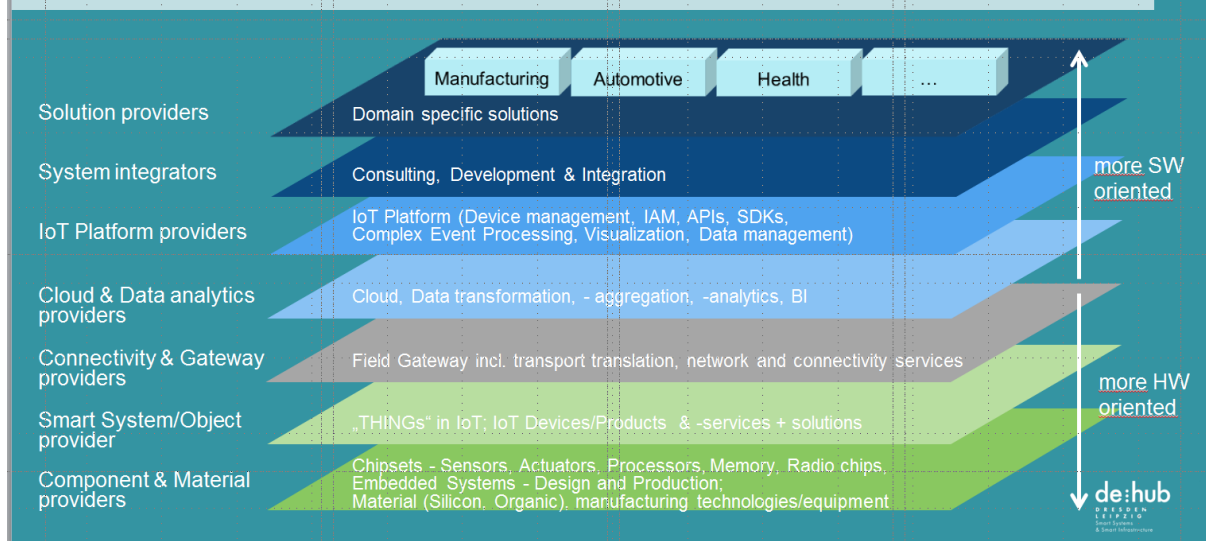 Manufacturing
Automotive
Health
...
Solution providers
Domain specific solutions
System integrators
Consulting, Development & Integration
more SW
oriented
IoT Platform providers
IoT Platform (Device management, IAM, APIs, SDKs,
Complex Event Processing, Visualization, Data management)
Cloud & Data analytics
providers
Cloud, Data transformation, - aggregation, -analytics, BI
Connectivity & Gateway
providers
Field Gateway incl. transport translation, network and connectivity services
more HW
oriented
Smart System/Object
provider
„THINGs“ in IoT; IoT Devices/Products & -services + solutions
Component & Material
providers
Chipsets - Sensors, Actuators, Processors, Memory, Radio chips,
Embedded Systems - Design and Production;
Material (Silicon. Organic), manufacturing technologies/equipment
de:hub
DRESDEN
LEIPZIG
Smart Systems
& Smart Infrastructure